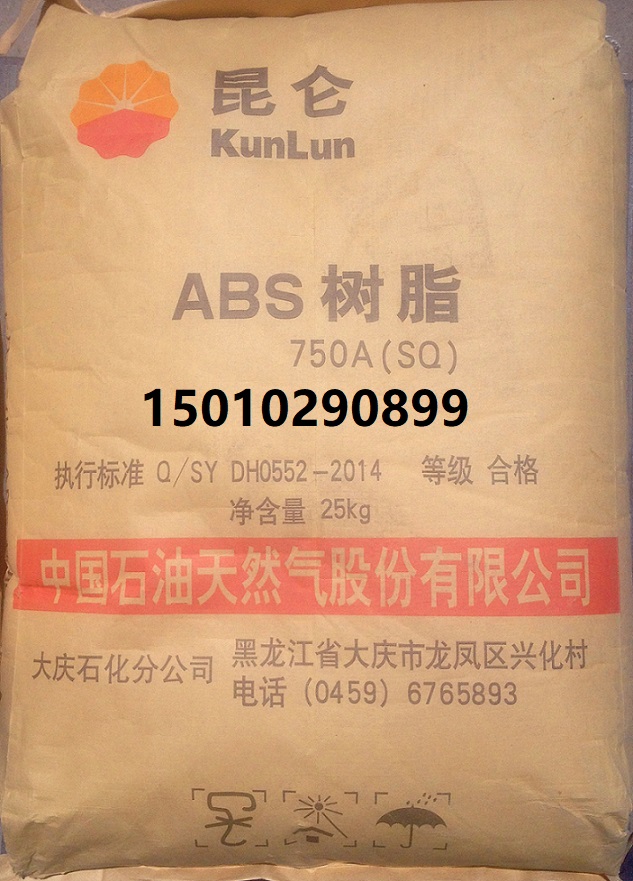 昆仑
KunLun
ABS 树脂
750A(SQ)
15010290899
执行标准 Q/SY DH0552-2014 等级 合格
净含量 25kg
中国石油天然气股份有限公司
大庆石化分公司
黑龙江省大庆市龙凤区兴化村
电话 (0459) 6765893